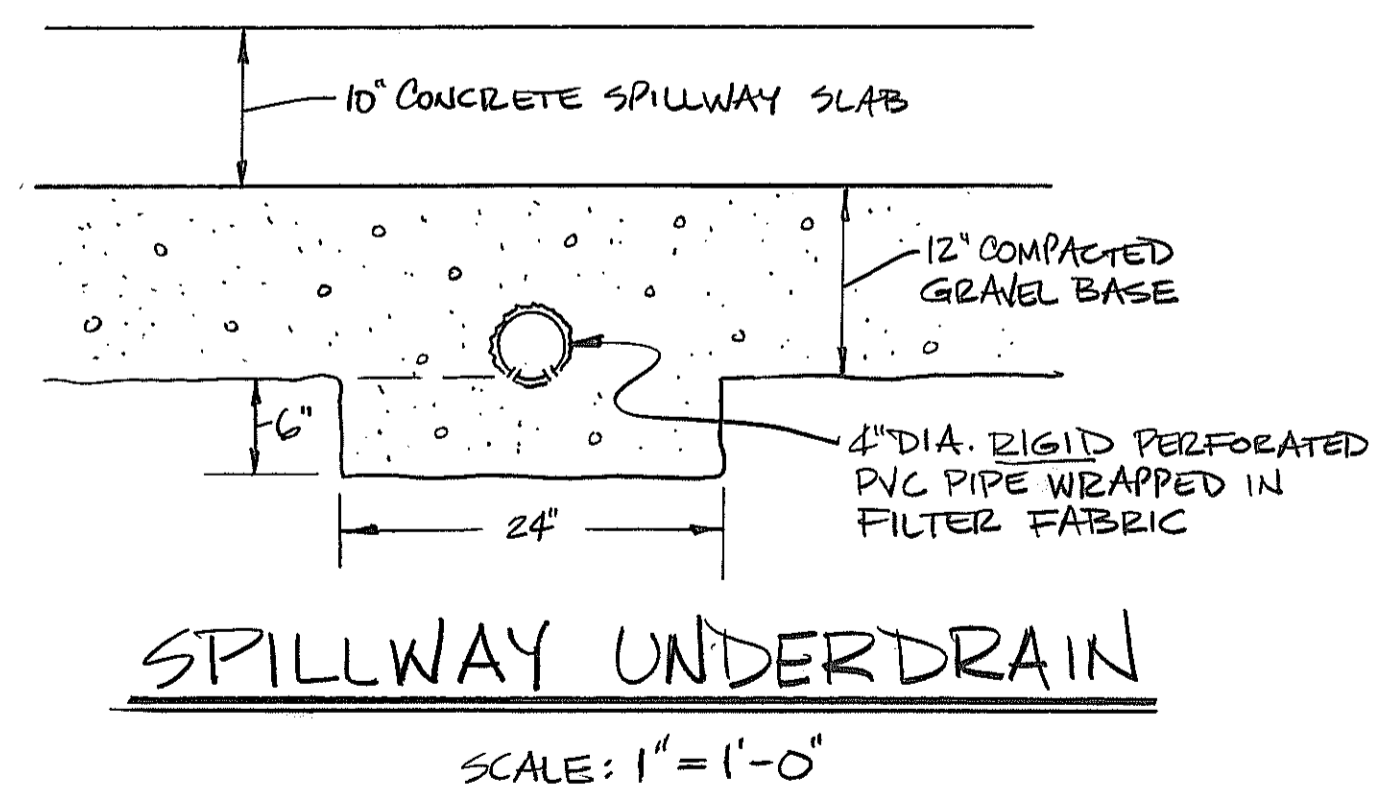 10" CONCRETE SPILLWAY SLAB
12" COMPACTED
GRAVEL BASE
6"
4" DIA. RIGID PERFORATED
PVC PIPE WRAPPED IN
FILTER FABRIC
24"
SPILLWAY UNDERDRAIN
SCALE: 1" = 1'-0"